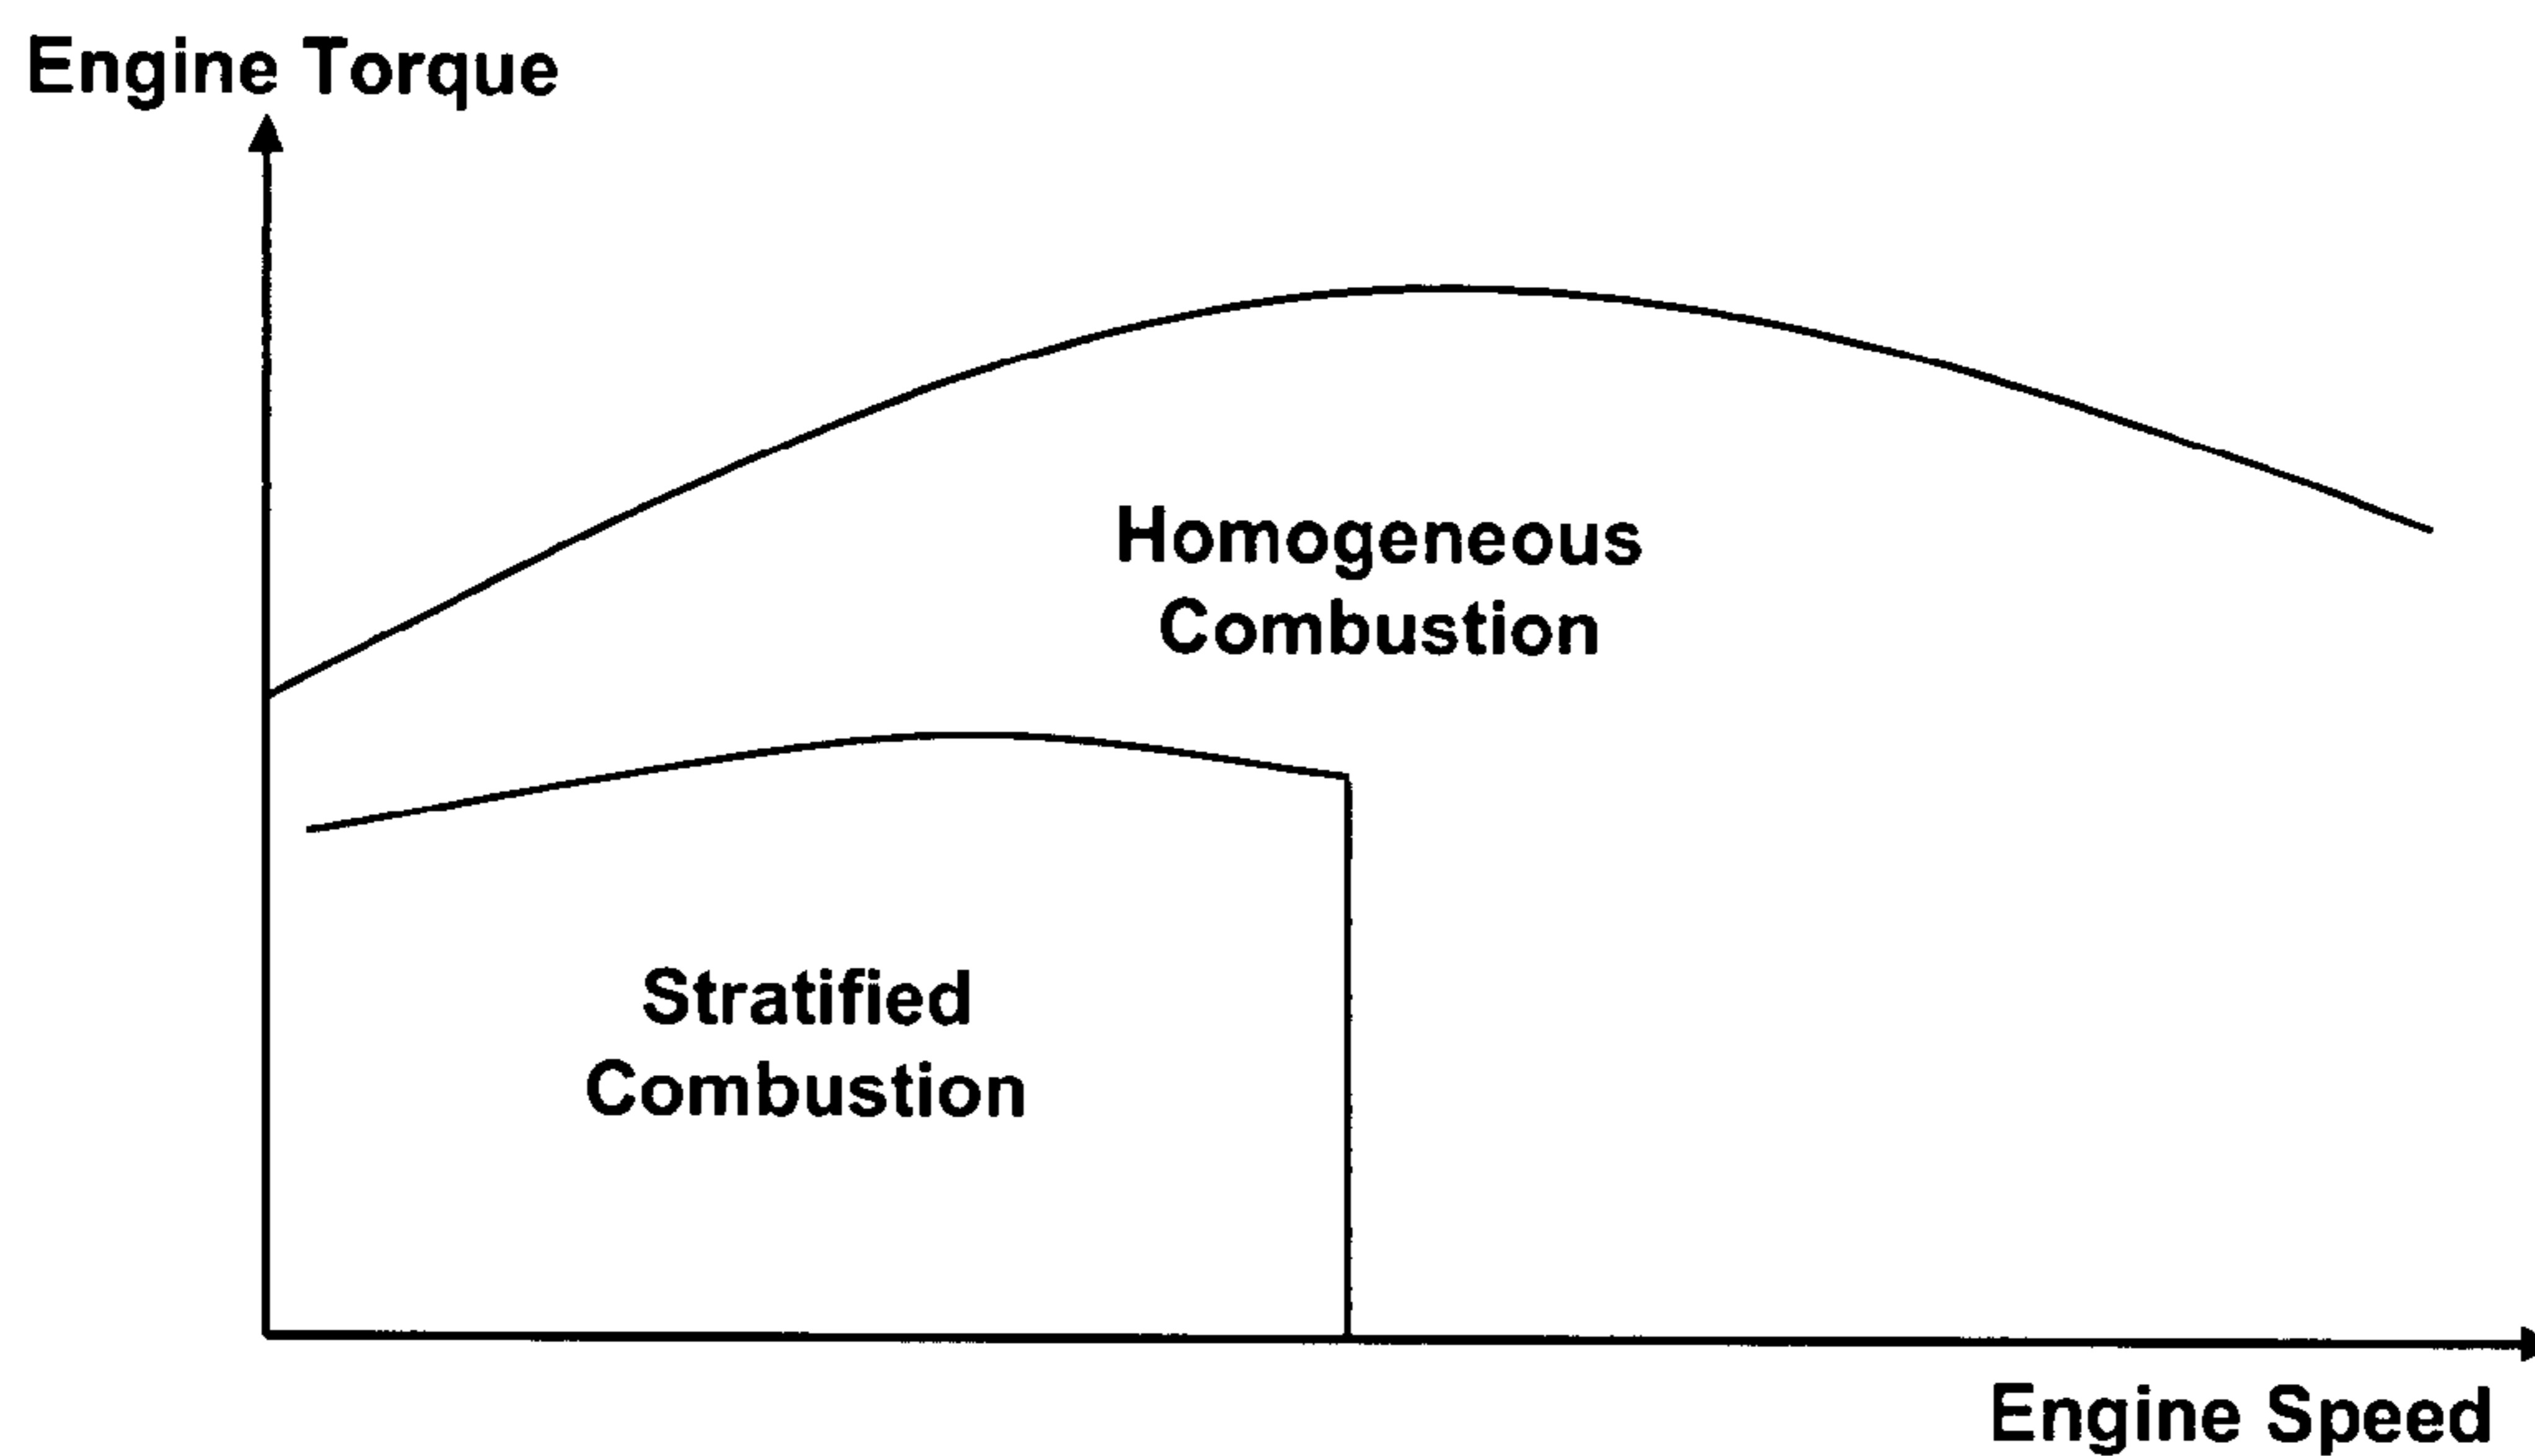 Engine Torque
Homogeneous
Combustion
Stratified
Combustion
Engine Speed